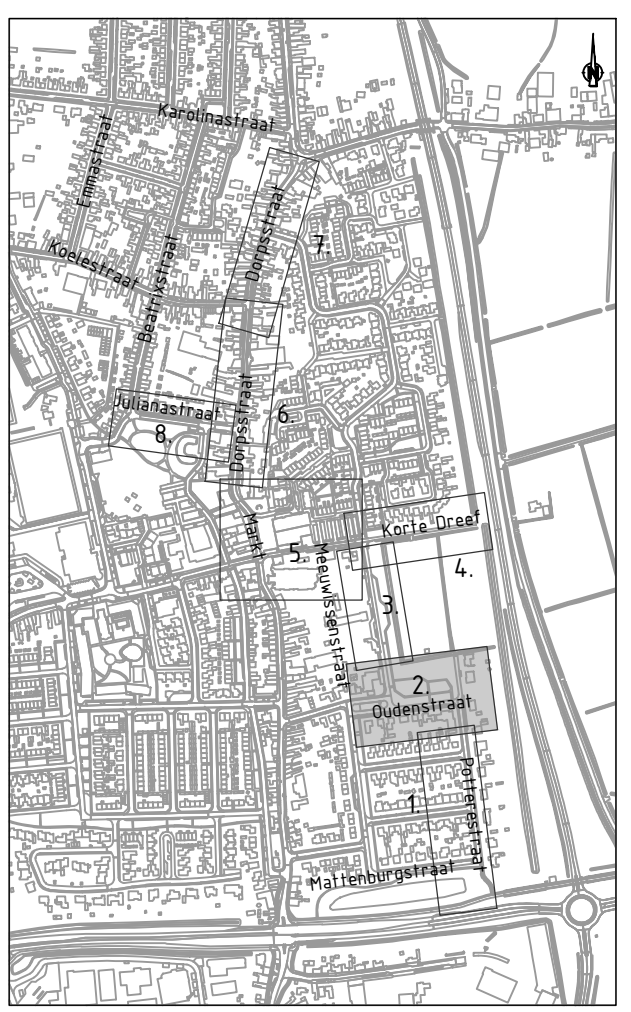 N
Karolinastraat
Emmastraat
Dorpsstraat
7.
Koelestraat
Beatrixstraat
Julianastraat
Dorpsstraat
6.
8.
Markt
Korte Dreef
5.
Meeuwissenstraat
4.
3.
2.
Oudenstraat
1.
Potterestraat
Mattenburgstraat